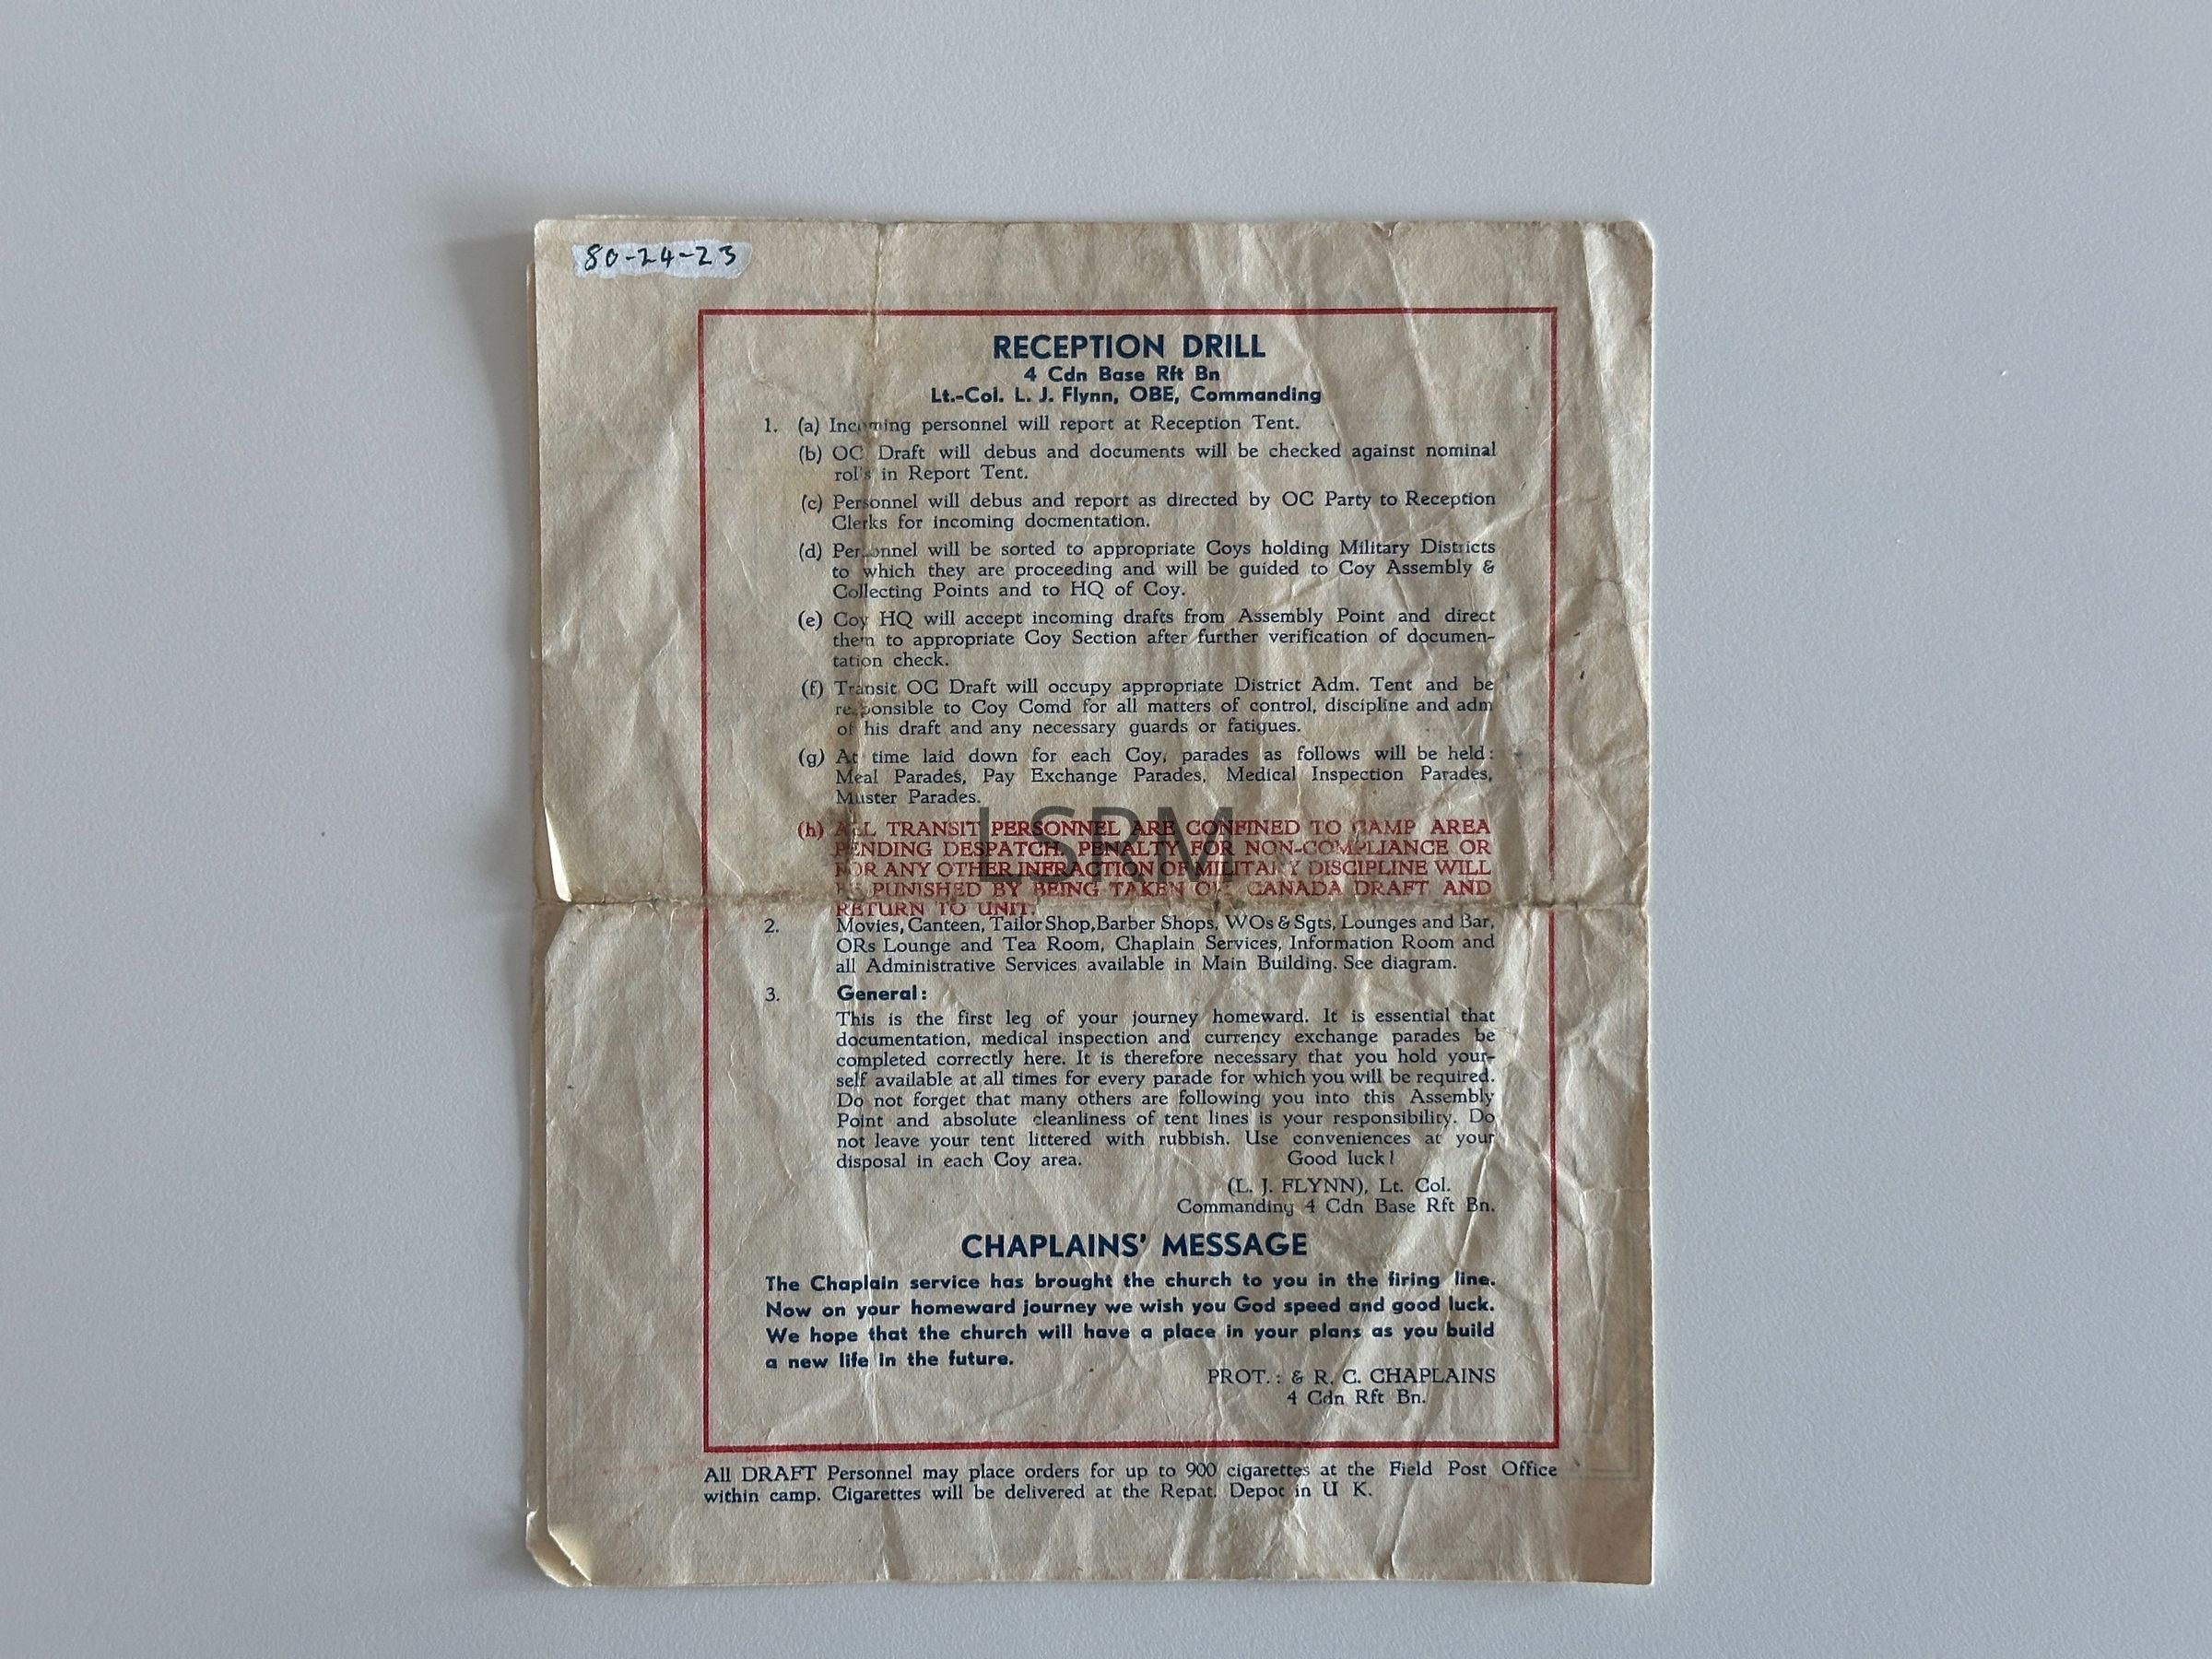 80-24-23
RECEPTION DRILL
4 Cdn Base Rft Bn
Lt.-Col. L. J. Flynn, OBE, Commanding
1. (a) Incoming personnel will report at Reception Tent.
(b) OC Draft will debus and documents will be checked against nominal
rolls in Report Tent.
(c) Personnel will debus and report as directed by OC Party to Reception
Clerks for incoming docmentation.
(d) Personnel will be sorted to appropriate Coys holding Military Districts
to which they are proceeding and will be guided to Coy Assembly &
Collecting Points and to HQ of Coy.
(e) Coy HQ will accept incoming drafts from Assembly Point and direct
them to appropriate Coy Section after further verification of documen-
tation check.
(f) Transit OC Draft will occupy appropriate District Adm. Tent and be
responsible to Coy Comd for all matters of control, discipline and adm
of his draft and any necessary guards or fatigues.
(g) At time laid down for each Coy, parades as follows will be held:
Meal Parades, Pay Exchange Parades, Medical Inspection Parades,
Muster Parades.
LSRM
(h) ALL TRANSIT PERSONNEL ARE CONFINED TO CAMP AREA
PENDING DESPATCH. PENALTY FOR NON-COMPLIANCE OR
FOR ANY OTHER INFRACTION OF MILITARY DISCIPLINE WILL
BE PUNISHED BY BEING TAKEN OFF CANADA DRAFT AND
RETURN TO UNIT.
2. Movies, Canteen, Tailor Shop, Barber Shops, WOs & Sgts, Lounges and Bar,
ORs Lounge and Tea Room, Chaplain Services, Information Room and
all Administrative Services available in Main Building. See diagram.
3. General:
This is the first leg of your journey homeward. It is essential that
documentation, medical inspection and currency exchange parades be
completed correctly here. It is therefore necessary that you hold your-
self available at all times for every parade for which you will be required.
Do not forget that many others are following you into this Assembly
Point and absolute cleanliness of tent lines is your responsibility. Do
not leave your tent littered with rubbish. Use conveniences at your
disposal in each Coy area. Good luck!
(L. J. FLYNN), Lt. Col.
Commanding 4 Cdn Base Rft Bn.
CHAPLAINS' MESSAGE
The Chaplain service has brought the church to you in the firing line.
Now on your homeward journey we wish you God speed and good luck.
We hope that the church will have a place in your plans as you build
a new life in the future.
PROT.: & R. C. CHAPLAINS
4 Cdn Rft Bn.
All DRAFT Personnel may place orders for up to 900 cigarettes at the Field Post Office
within camp. Cigarettes will be delivered at the Repat. Depot in U K.